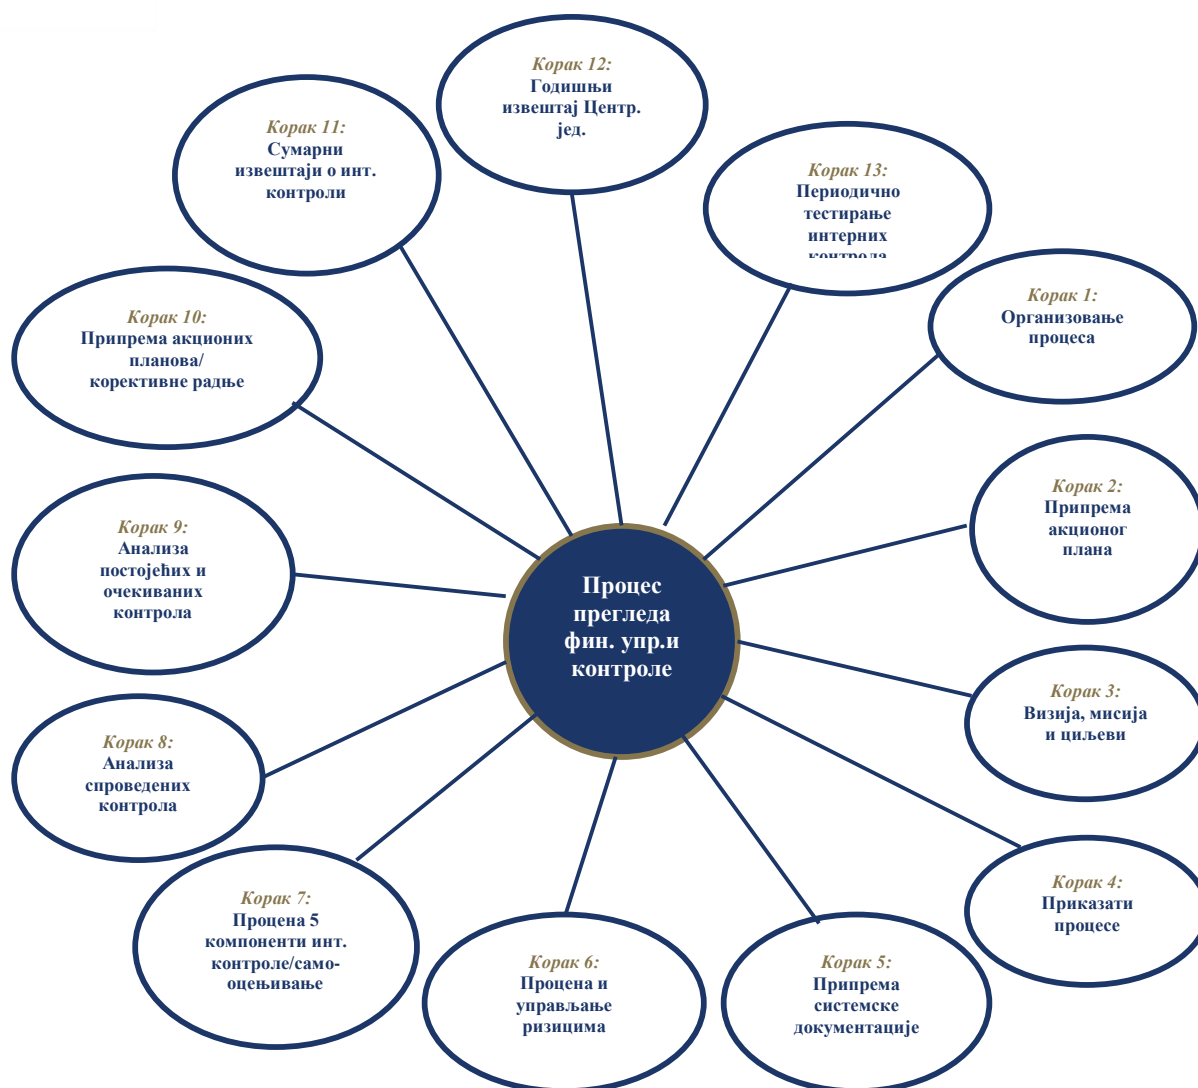 Корак 12:
Годишњи
извештај Центр.
јед.
Корак 11:
Сумарни
извештаји о инт.
контроли
Корак 13:
Периодично
тестирање
интерних
контрола
Корак 1:
Организовање
процеса
Корак 10:
Припрема акционих
планова/
корективне радње
Корак 2:
Припрема
акционог
плана
Корак 9:
Анализа
постојећих и
очекиваних
контрола
Процес
прегледа
фин. упр.и
контроле
Корак 3:
Визија, мисија
и циљеви
Корак 8:
Анализа
спроведених
контрола
Корак 4:
Приказати
процесе
Корак 7:
Процена 5
компоненти инт.
контроле/само-
оцењивање
Корак 6:
Процена и
управљање
ризицима
Корак 5:
Припрема
системске
документације